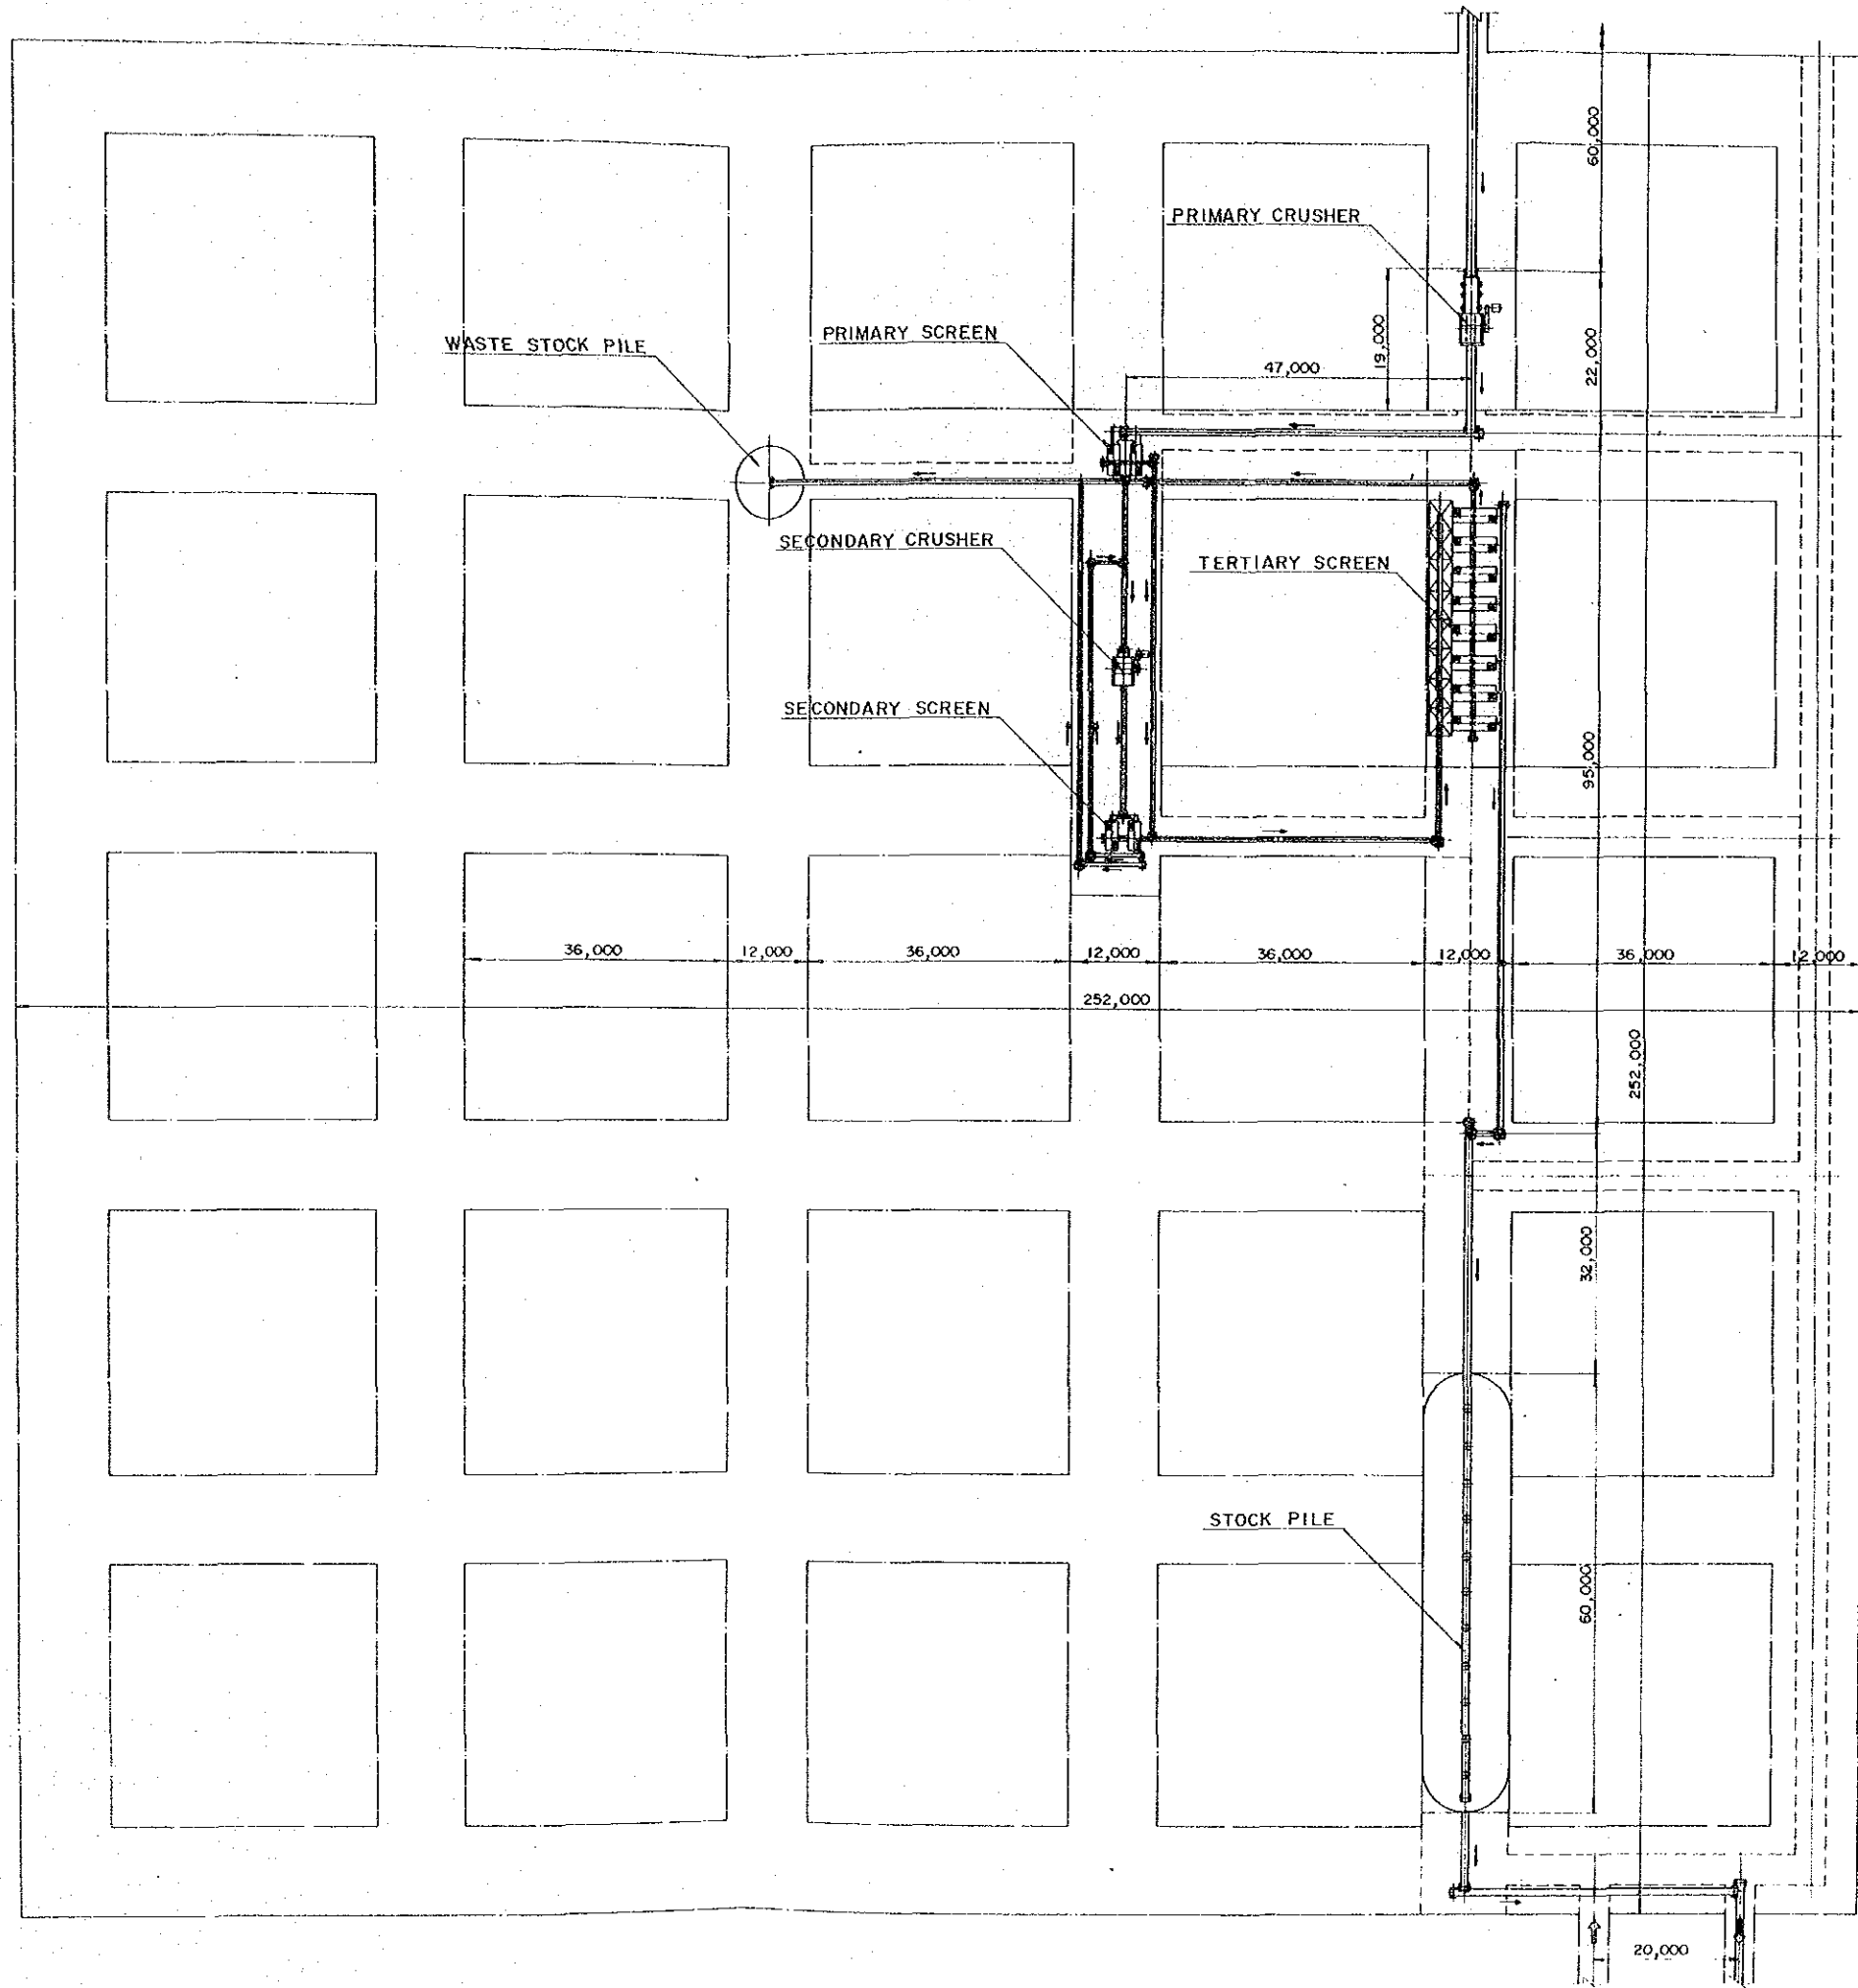 60,000
PRIMARY CRUSHER
19,000
22,000
PRIMARY SCREEN
WASTE STOCK PILE
47,000
SECONDARY CRUSHER
TERTIARY SCREEN
SECONDARY SCREEN
95,000
36,000
12,000
36,000
12,000
36,000
12,000
36,000
12,000
252,000
252,000
32,000
STOCK PILE
60,000
20,000